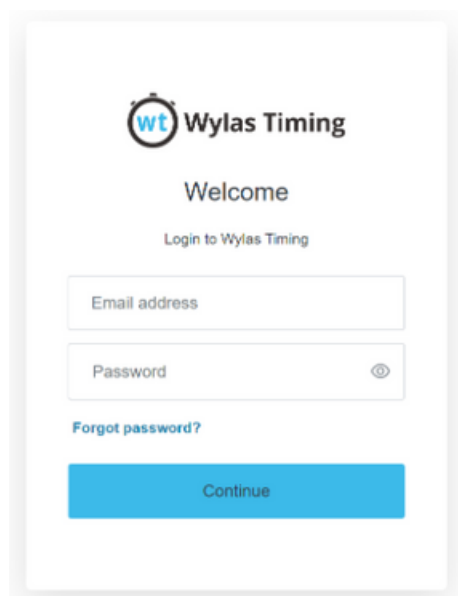 wt Wylas Timing
Welcome
Login to Wylas Timing
Email address
Password
Forgot password?
Continue